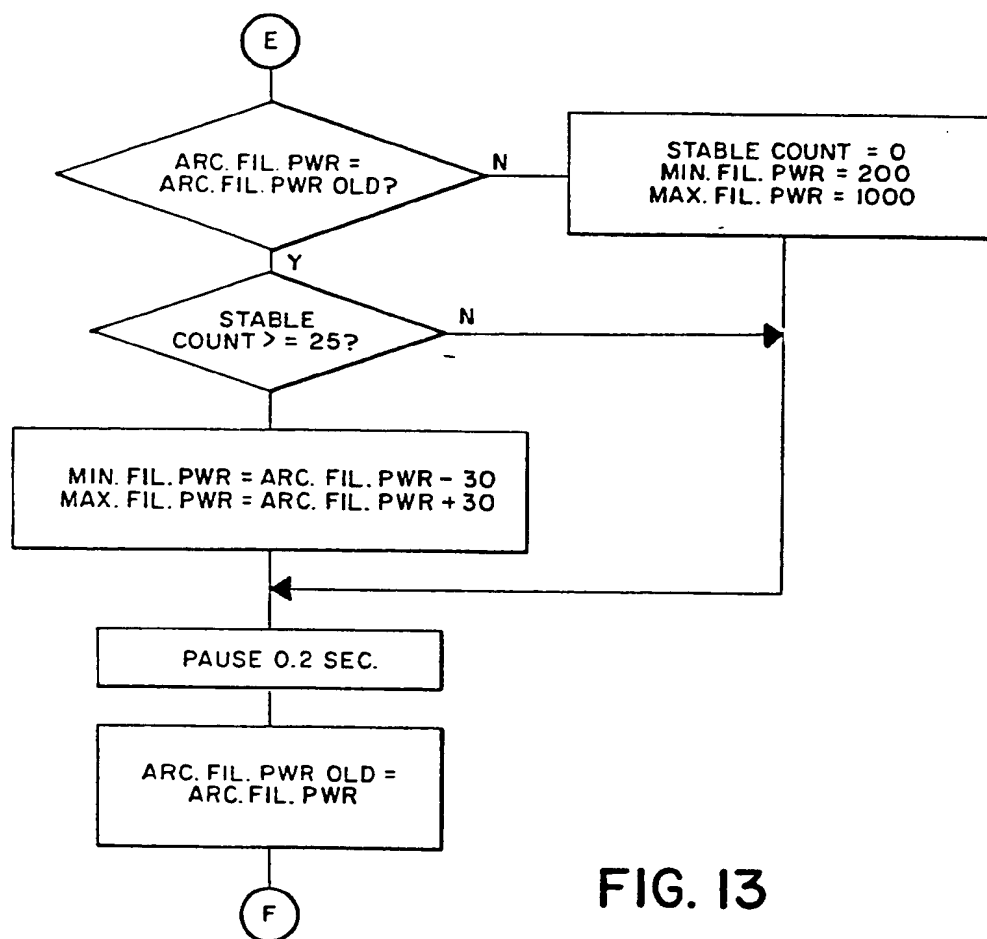 E
ARC. FIL. PWR =
ARC. FIL. PWR OLD?
N
STABLE COUNT = 0
MIN. FIL. PWR = 200
MAX. FIL. PWR = 1000
Y
STABLE
COUNT > = 25?
N
MIN. FIL. PWR = ARC. FIL. PWR - 30
MAX. FIL. PWR = ARC. FIL. PWR + 30
PAUSE 0.2 SEC.
ARC. FIL. PWR OLD =
ARC. FIL. PWR
F
FIG. 13